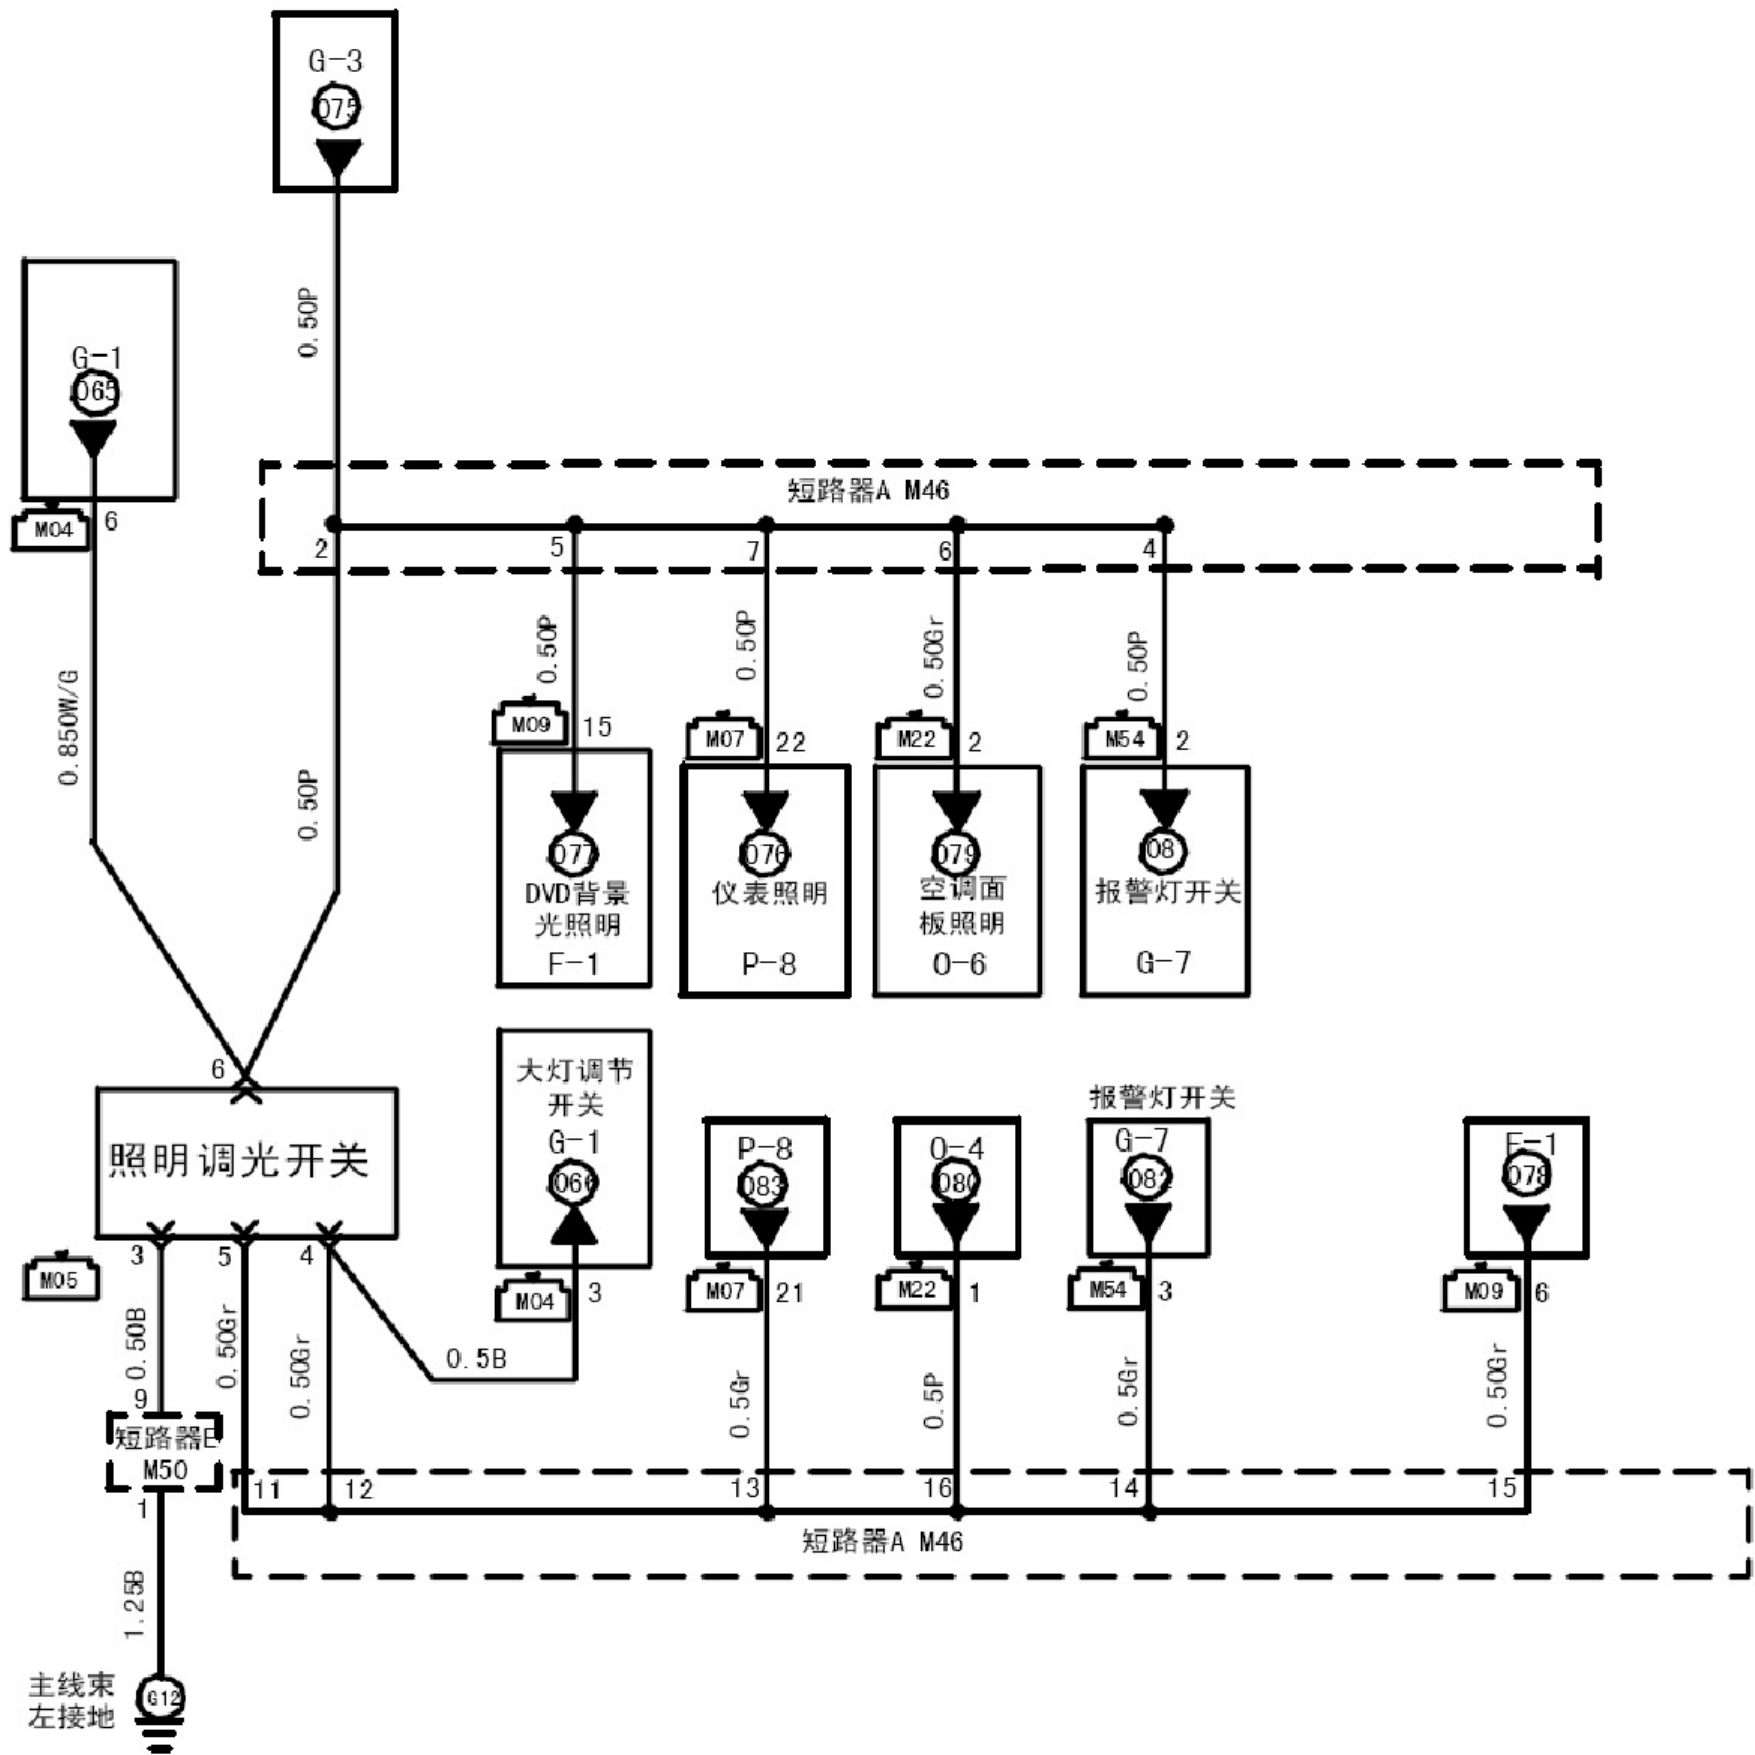 G-3
075
0.50P
G-1
065
M04
6
短路器A M46
2
5
7
6
4
0.850W/G
0.50P
0.50P
0.50P
0.50Gr
0.50P
M09
15
M07
22
M22
2
M54
2
077
DVD背景
光照明
F-1
076
仪表照明
P-8
079
空调面
板照明
O-6
08
报警灯开关
G-7
6
照明调光开关
3
5
4
M05
大灯调节
开关
G-1
066
M04
3
P-8
083
M07
21
O-4
080
M22
1
报警灯开关
G-7
082
M54
3
F-1
078
M09
6
0.50B
0.50Gr
0.50Gr
0.5B
0.5Gr
0.5P
0.5Gr
0.50Gr
9
短路器B
M50
1
11
12
13
16
14
15
短路器A M46
1.25B
主线束
左接地
G12